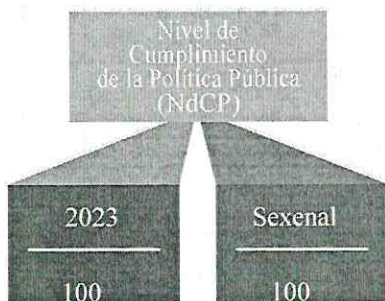 Nivel de
Cumplimiento
de la Política Pública
(NdCP)
2023
100
Sexenal
100